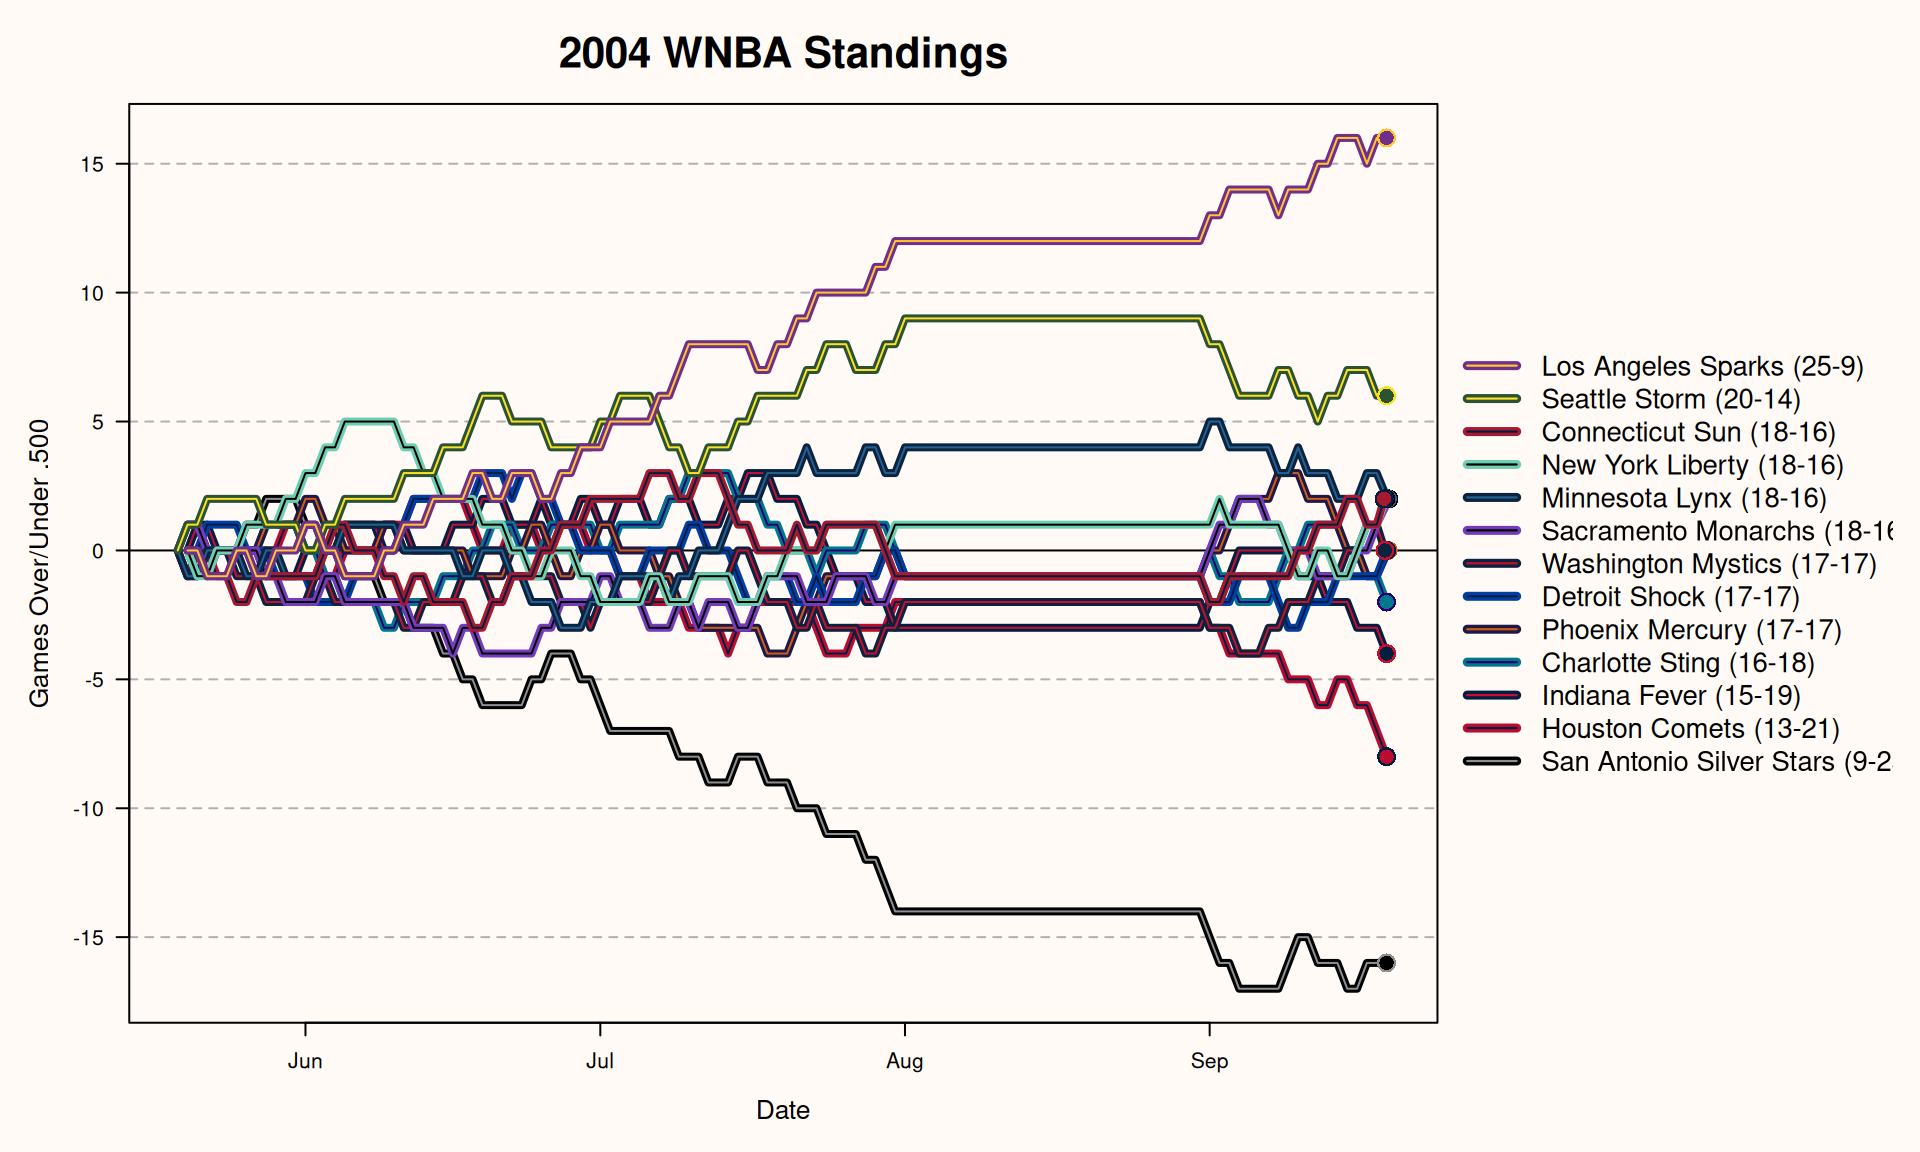 2004 WNBA Standings
Games Over/Under .500
15
10
5
0
-5
-10
-15
Jun
Jul
Aug
Sep
Date
Los Angeles Sparks (25-9)
Seattle Storm (20-14)
Connecticut Sun (18-16)
New York Liberty (18-16)
Minnesota Lynx (18-16)
Sacramento Monarchs (18-16
Washington Mystics (17-17)
Detroit Shock (17-17)
Phoenix Mercury (17-17)
Charlotte Sting (16-18)
Indiana Fever (15-19)
Houston Comets (13-21)
San Antonio Silver Stars (9-2